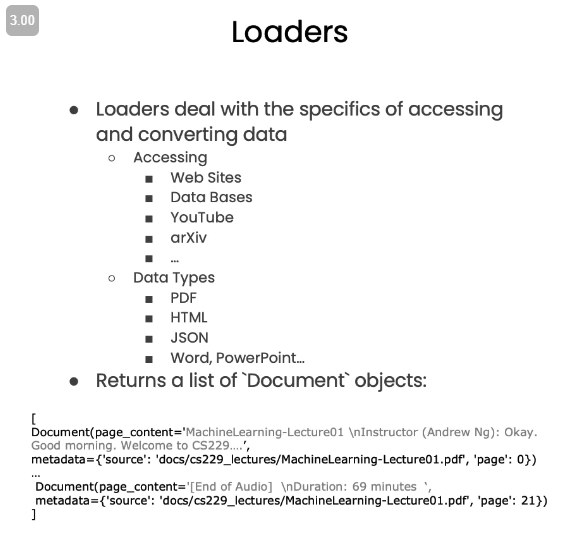 3.00
Loaders
● Loaders deal with the specifics of accessing
and converting data
○ Accessing
■ Web Sites
■ Data Bases
■ YouTube
■ arXiv
■ ...
○ Data Types
■ PDF
■ HTML
■ JSON
■ Word, PowerPoint...
● Returns a list of `Document` objects:
[
Document(page_content='MachineLearning-Lecture01 \nInstructor (Andrew Ng): Okay.
Good morning. Welcome to CS229....',
metadata={'source': 'docs/cs229_lectures/MachineLearning-Lecture01.pdf', 'page': 0})
...
Document(page_content='[End of Audio] \nDuration: 69 minutes ',
metadata={'source': 'docs/cs229_lectures/MachineLearning-Lecture01.pdf', 'page': 21})
]